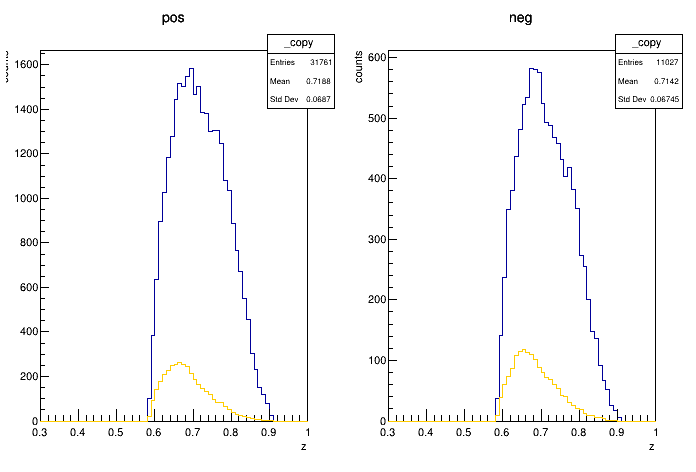 pos
_copy
Entries 31761
Mean 0.7188
Std Dev 0.0687
counts
1600
1400
1200
1000
800
600
400
200
0
0.3 0.4 0.5 0.6 0.7 0.8 0.9 1
z
neg
_copy
Entries 11027
Mean 0.7142
Std Dev 0.06745
counts
600
500
400
300
200
100
0
0.3 0.4 0.5 0.6 0.7 0.8 0.9 1
z